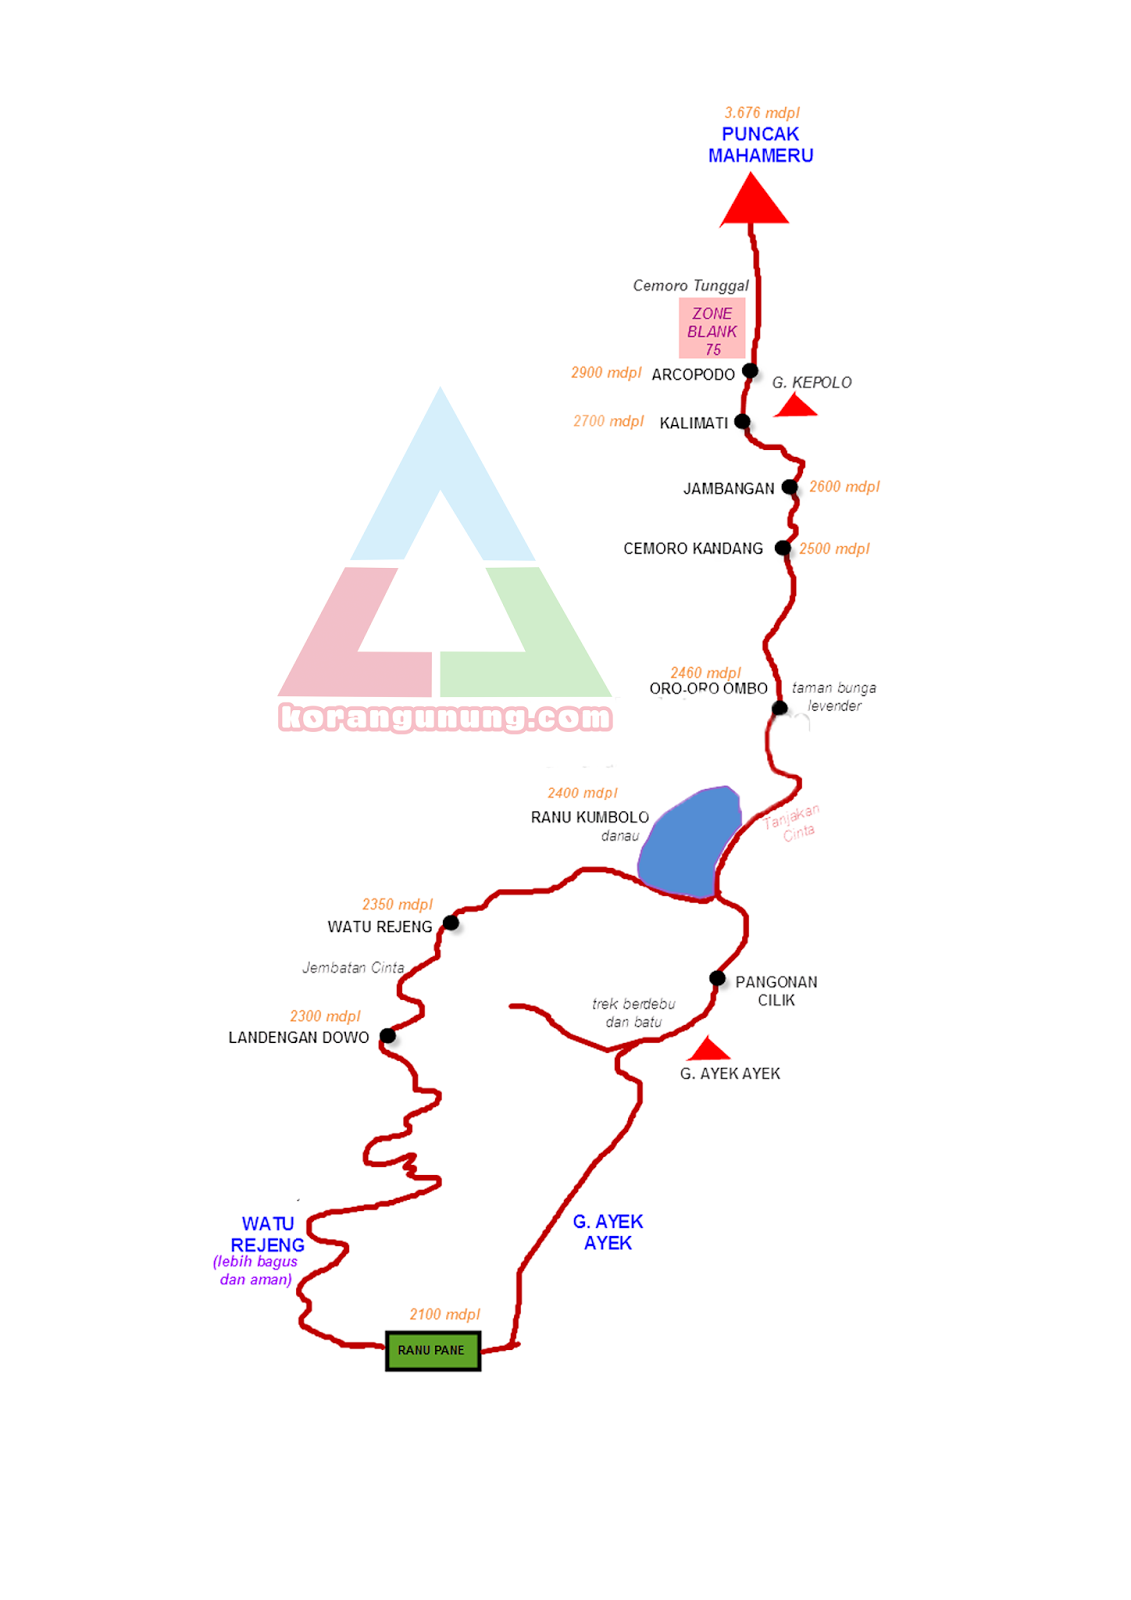 3.676 mdpl
PUNCAK
MAHAMERU
Cemoro Tunggal
ZONE
BLANK
75
2900 mdpl
ARCOPODO
G. KEPOLO
2700 mdpl
KALIMATI
JAMBANGAN
2600 mdpl
CEMORO KANDANG
2500 mdpl
2460 mdpl
ORO-ORO OMBO
taman bunga
levender
korangunung.com
2400 mdpl
RANU KUMBOLO
danau
Tanjakan
Cinta
2350 mdpl
WATU REJENG
Jembatan Cinta
PANGONAN
CILIK
trek berdebu
dan batu
2300 mdpl
LANDENGAN DOWO
G. AYEK AYEK
WATU
REJENG
(lebih bagus
dan aman)
G. AYEK
AYEK
2100 mdpl
RANU PANE